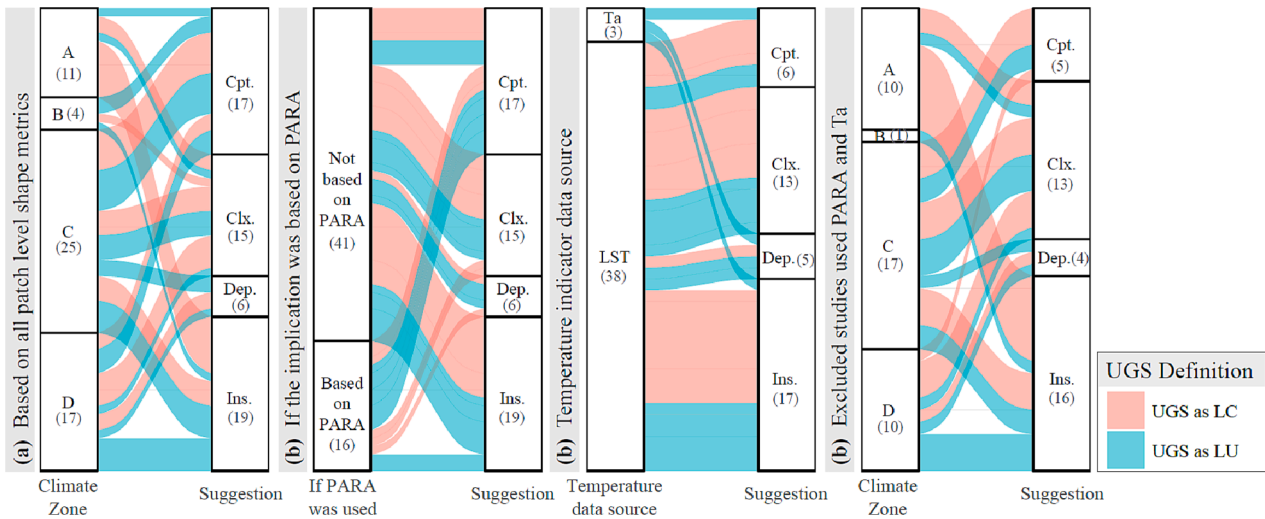 (a) Based on all patch level shape metrics
A
(11)
B (4)
C
(25)
D
(17)
Cpt.
(17)
Clx.
(15)
Dep.
(6)
Ins.
(19)
Climate
Zone
Suggestion
(b) If the implication was based on PARA
Not
based
on
PARA
(41)
Based
on
PARA
(16)
Cpt.
(17)
Clx.
(15)
Dep.
(6)
Ins.
(19)
If PARA
was used
Suggestion
(b) Temperature indicator data source
Ta
(3)
LST
(38)
Cpt.
(6)
Clx.
(13)
Dep. (5)
Ins.
(17)
Temperature
data source
Suggestion
(b) Excluded studies used PARA and Ta
A
(10)
B (1)
C
(17)
D
(10)
Cpt.
(5)
Clx.
(13)
Dep. (4)
Ins.
(16)
Climate
Zone
Suggestion
UGS Definition
UGS as LC
UGS as LU